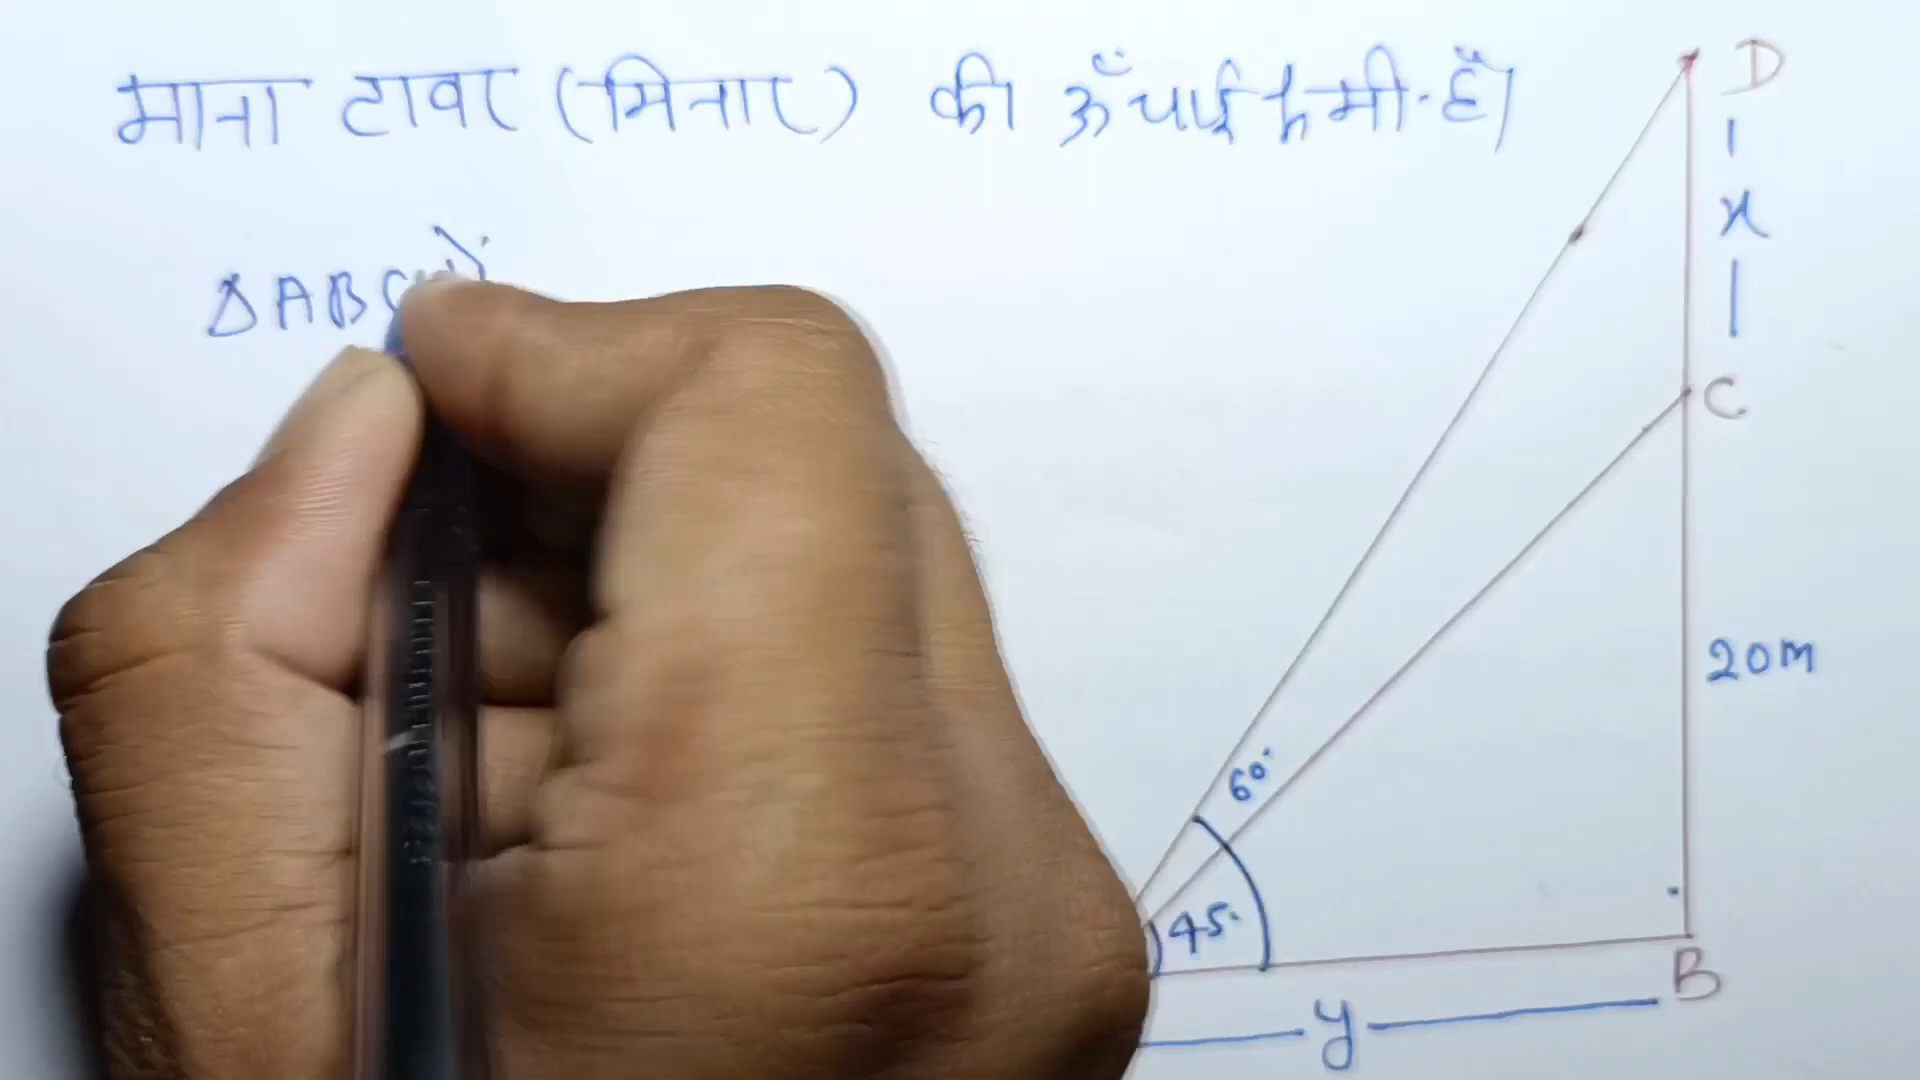 माना टावर (मिनार) की ऊँचाई h मी. है।
D
x
ΔABC में
C
20m
60°
45°
B
y